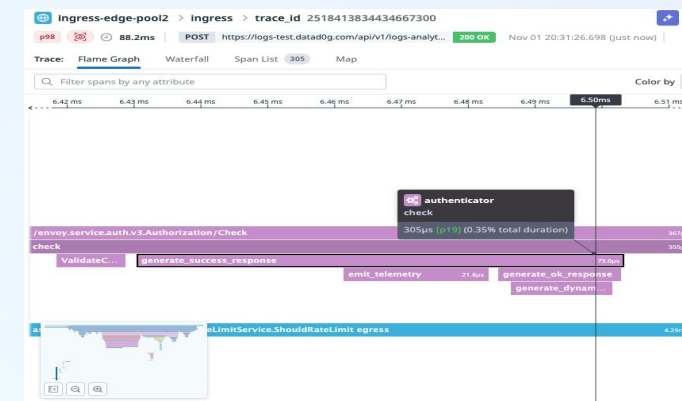 ingress-edge-pool2 > ingress > trace_id 2518413834434667300
p98 88.2ms POST https://logs-test.datad0g.com/api/v1/logs-analyt... 200 OK Nov 01 20:31:26.698 (just now)
Trace: Flame Graph Waterfall Span List 305 Map
Filter spans by any attribute Color by
6.42 ms 6.43 ms 6.44 ms 6.45 ms 6.46 ms 6.47 ms 6.48 ms 6.49 ms 6.50ms 6.51 ms
authenticator
check
305µs [p19] (0.35% total duration)
/envoy.service.auth.v3.Authorization/Check 367µ
check 305µ
ValidateC... generate_success_response 73.0µs
emit_telemetry 21.8µs generate_ok_response
generate_dynam...
as eLimitService.ShouldRateLimit egress 4.26m